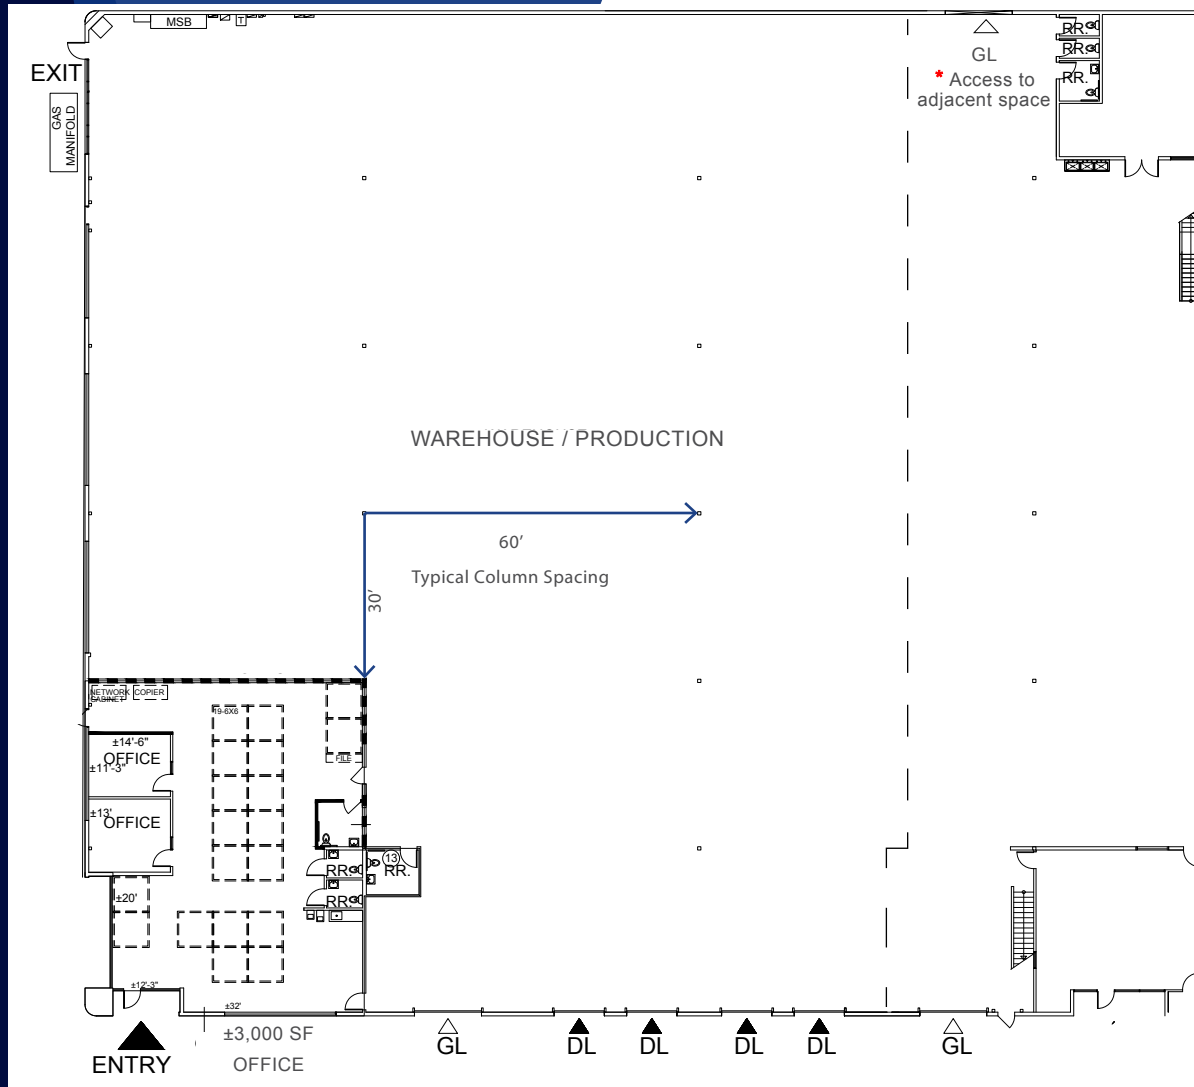 MSB
T
EXIT
GAS
MANIFOLD
GL
* Access to
adjacent space
RR.
RR.
RR.
WAREHOUSE / PRODUCTION
60’
Typical Column Spacing
30’
NETWORK
CABINET
COPIER
19-6X6
FILE
±14'-6"
OFFICE
±11'-3"
±13'
OFFICE
13
RR.
RR.
RR.
±20'
±12'-3"
±32'
±3,000 SF
OFFICE
ENTRY
GL
DL
DL
DL
DL
GL